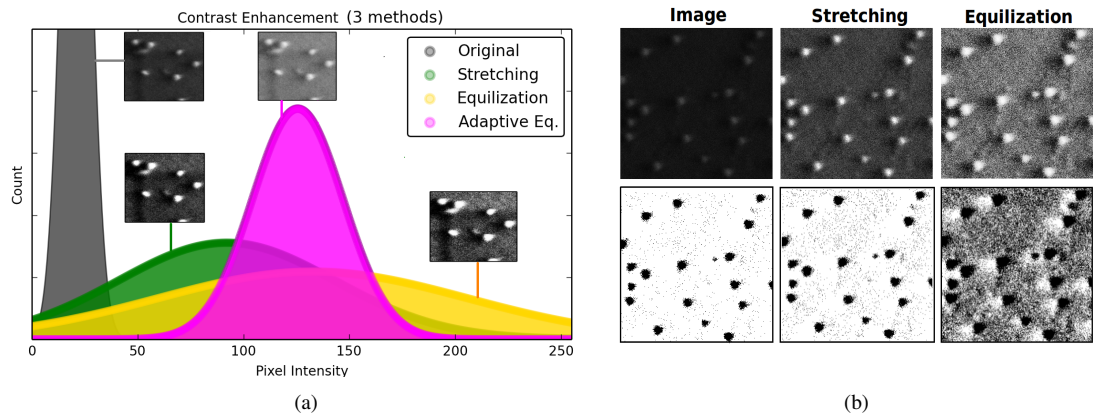 Contrast Enhancement (3 methods)
Original
Stretching
Equilization
Adaptive Eq.
Count
0 50 100 150 200 250
Pixel Intensity
(a)
Image Stretching Equilization
(b)